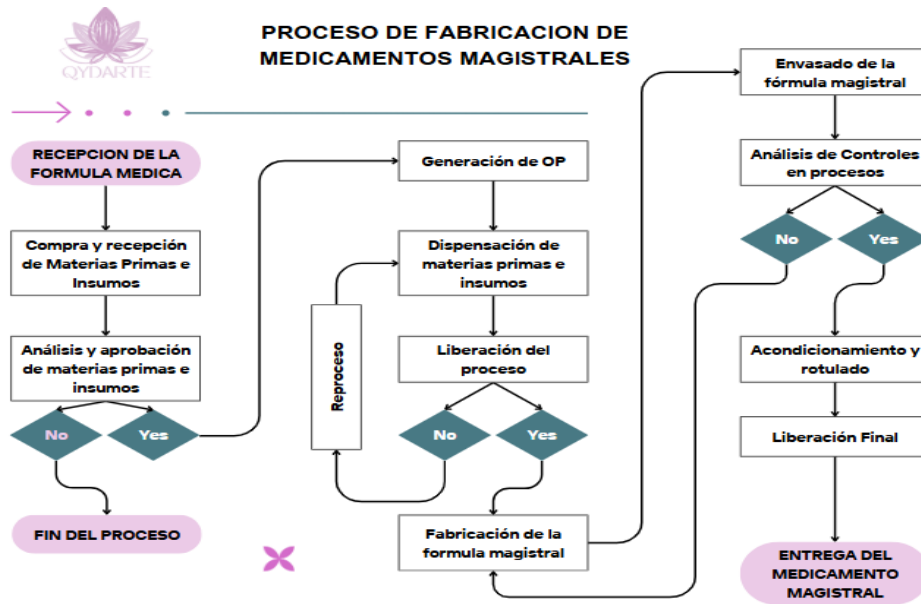 QYDARTE
PROCESO DE FABRICACION DE
MEDICAMENTOS MAGISTRALES
RECEPCION DE LA
FORMULA MEDICA
Compra y recepción
de Materias Primas e
Insumos
Análisis y aprobación
de materias primas e
insumos
No
Yes
FIN DEL PROCESO
Generación de OP
Dispensación de
materias primas e
insumos
Reproceso
Liberación del
proceso
No
Yes
Fabricación de la
formula magistral
Envasado de la
fórmula magistral
Análisis de Controles
en procesos
No
Yes
Acondicionamiento y
rotulado
Liberación Final
ENTREGA DEL
MEDICAMENTO
MAGISTRAL